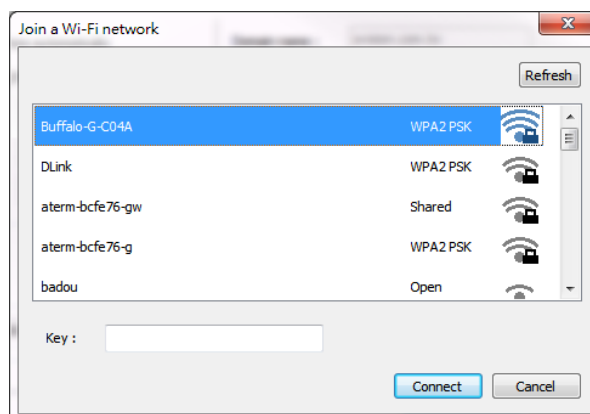 Join a Wi-Fi network
Refresh
Buffalo-G-C04A WPA2 PSK
DLink WPA2 PSK
aterm-bcfe76-gw Shared
aterm-bcfe76-g WPA2 PSK
badou Open
Key :
Connect Cancel